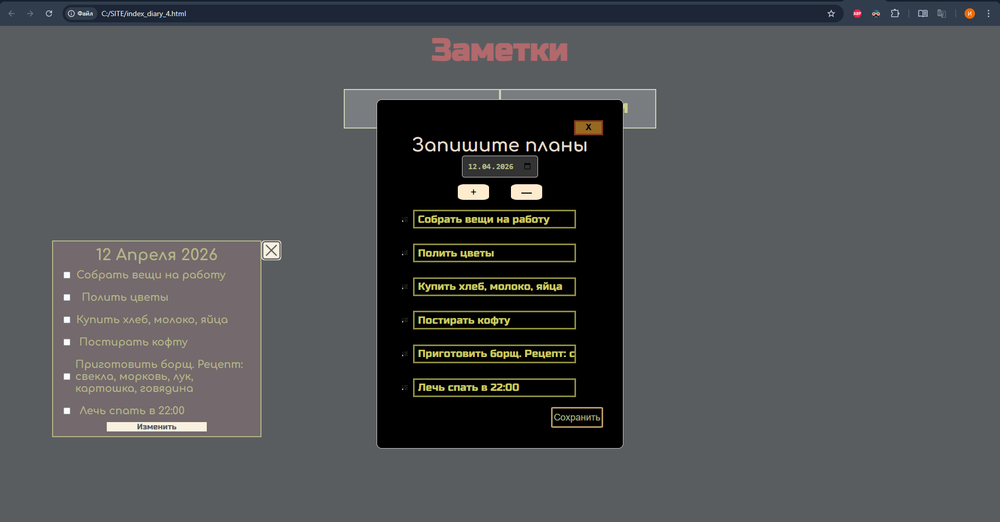 Файл C:/SITE/index_diary_4.html
ABP
И
Заметки
X
Запишите планы
12.04.2026
+ —
Собрать вещи на работу
Полить цветы
Купить хлеб, молоко, яйца
Постирать кофту
Приготовить борщ. Рецепт: с
Лечь спать в 22:00
Сохранить
12 Апреля 2026
Собрать вещи на работу
Полить цветы
Купить хлеб, молоко, яйца
Постирать кофту
Приготовить борщ. Рецепт:
свекла, морковь, лук,
картошка, говядина
Лечь спать в 22:00
Изменить